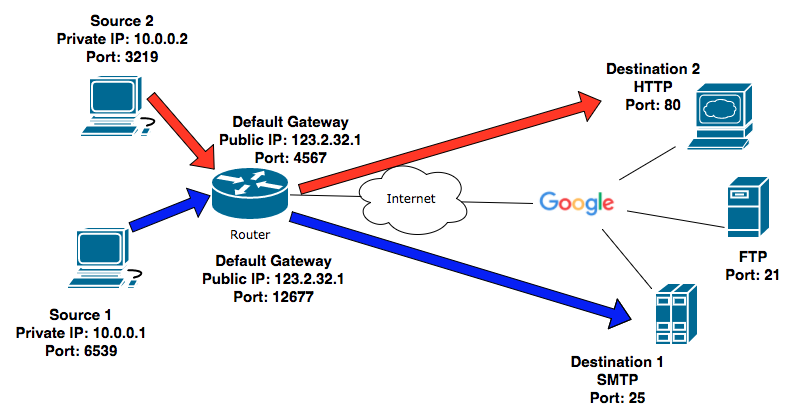 Source 2
Private IP: 10.0.0.2
Port: 3219
Default Gateway
Public IP: 123.2.32.1
Port: 4567
Destination 2
HTTP
Port: 80
Internet
Google
Router
Default Gateway
Public IP: 123.2.32.1
Port: 12677
FTP
Port: 21
Source 1
Private IP: 10.0.0.1
Port: 6539
Destination 1
SMTP
Port: 25